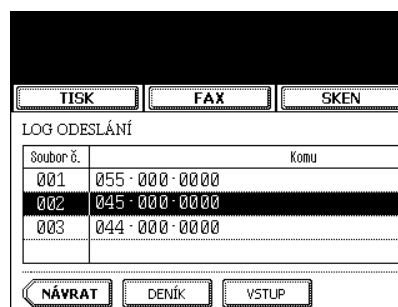 TISK FAX SKEN
LOG ODESLÁNÍ
Soubor č. Komu
001 055-000-0000
002 045-000-0000
003 044-000-0000
NÁVRAT DENÍK VSTUP